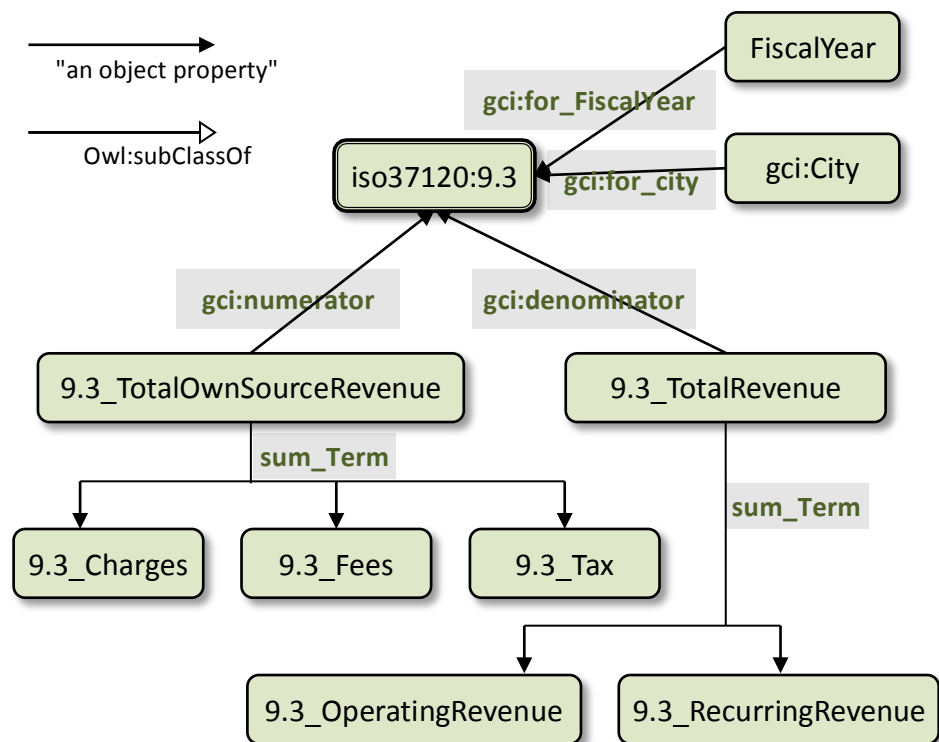 FiscalYear
"an object property"
gci:for_FiscalYear
Owl:subClassOf
iso37120:9.3
gci:for_city
gci:City
gci:numerator
gci:denominator
9.3_TotalOwnSourceRevenue
9.3_TotalRevenue
sum_Term
sum_Term
9.3_Charges
9.3_Fees
9.3_Tax
9.3_OperatingRevenue
9.3_RecurringRevenue